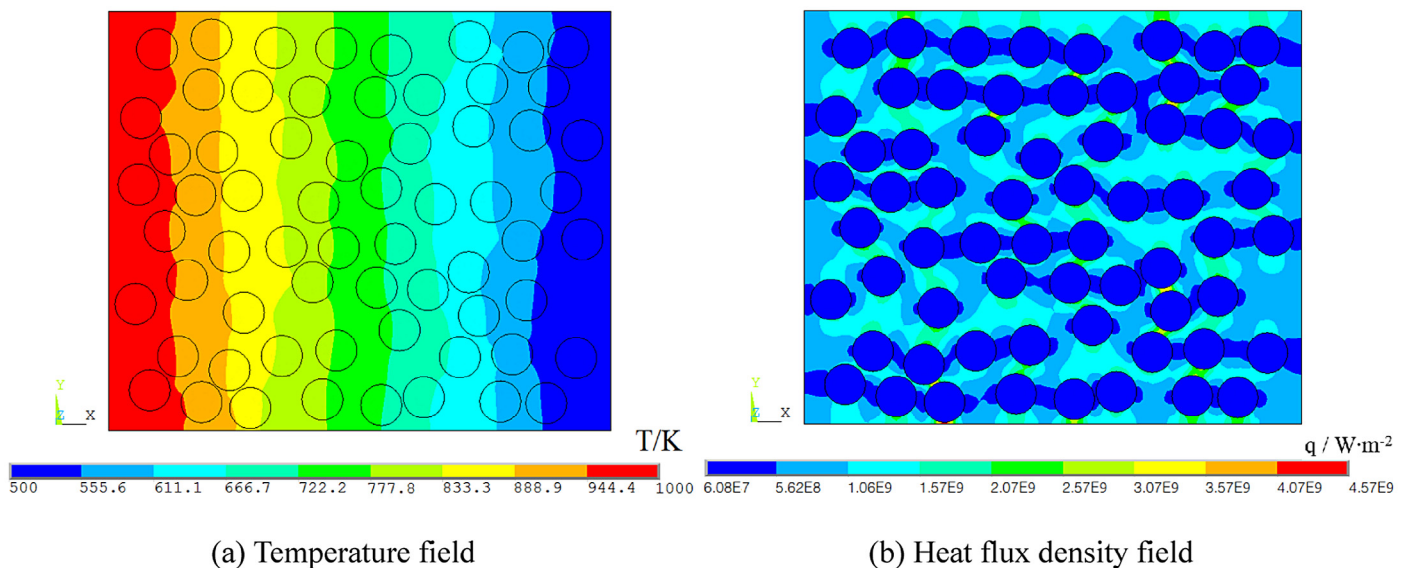 Y
Z X
T/K
500 555.6 611.1 666.7 722.2 777.8 833.3 888.9 944.4 1000
(a) Temperature field
Y
Z X
q / W·m-2
6.08E7 5.62E8 1.06E9 1.57E9 2.07E9 2.57E9 3.07E9 3.57E9 4.07E9 4.57E9
(b) Heat flux density field